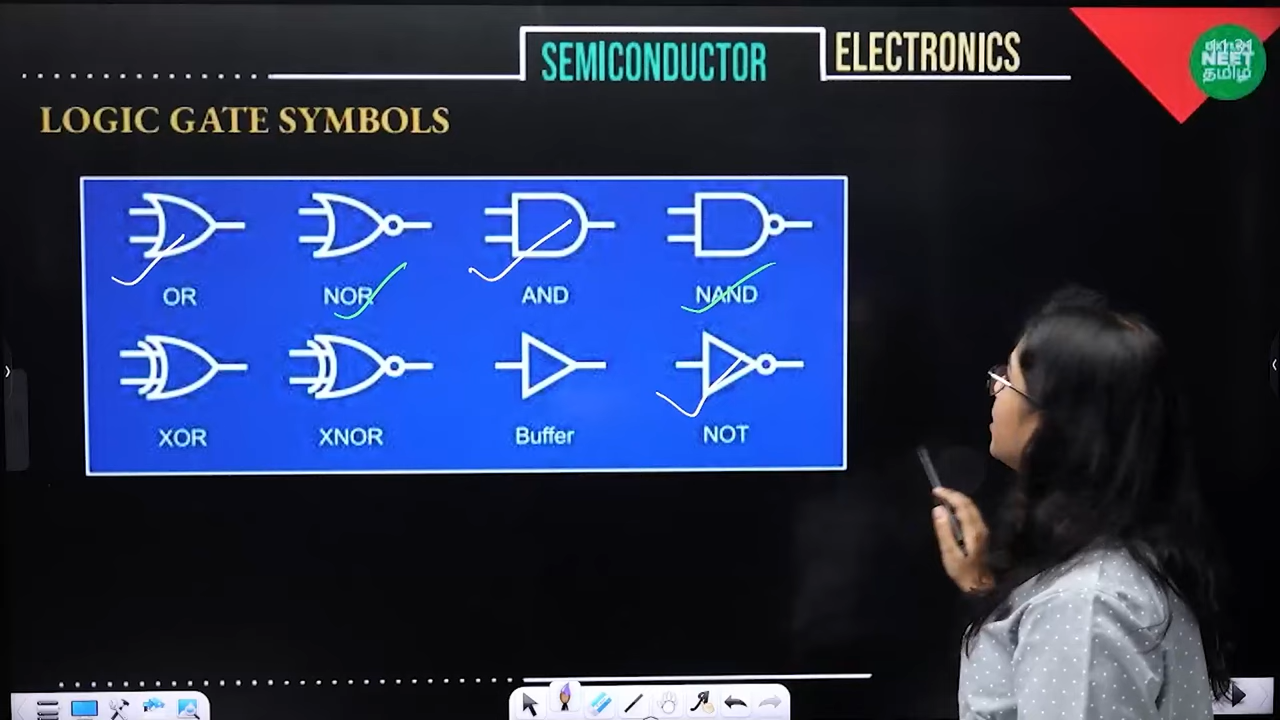 SEMICONDUCTOR ELECTRONICS
NEET
தமிழ்
LOGIC GATE SYMBOLS
OR NOR AND NAND
XOR XNOR Buffer NOT